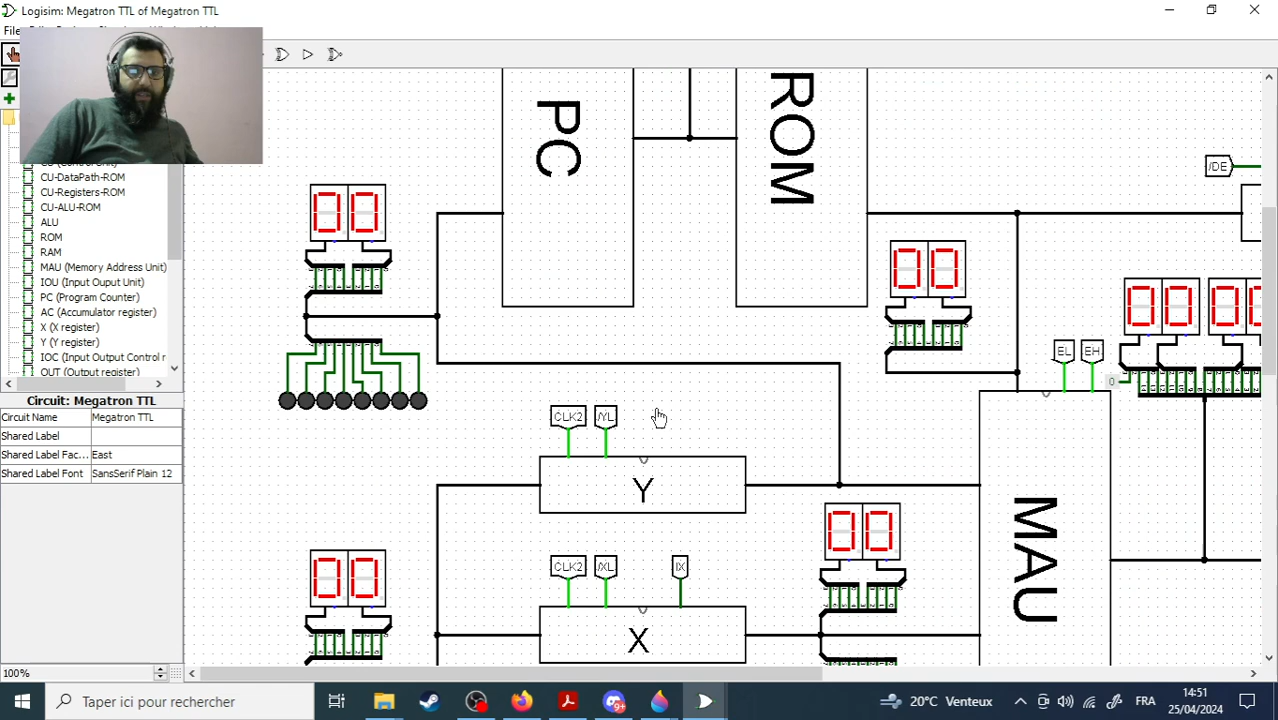 Logisim: Megatron TTL of Megatron TTL
File
PC
ROM
/DE
CU-DataPath-ROM
CU-Registers-ROM
CU-ALU-ROM
ALU
ROM
RAM
MAU (Memory Address Unit)
IOU (Input Ouput Unit)
PC (Program Counter)
AC (Accumulator register)
X (X register)
Y (Y register)
IOC (Input Output Control r
OUT (Output register)
00
00
00 00
EL EH
0
Circuit: Megatron TTL
Circuit Name Megatron TTL
Shared Label
Shared Label Fac... East
Shared Label Font SansSerif Plain 12
CLK2 /YL
Y
MAU
00
00
CLK2 /XL IX
X
100%
Taper ici pour rechercher
9+
20°C Venteux
FRA
14:51
25/04/2024